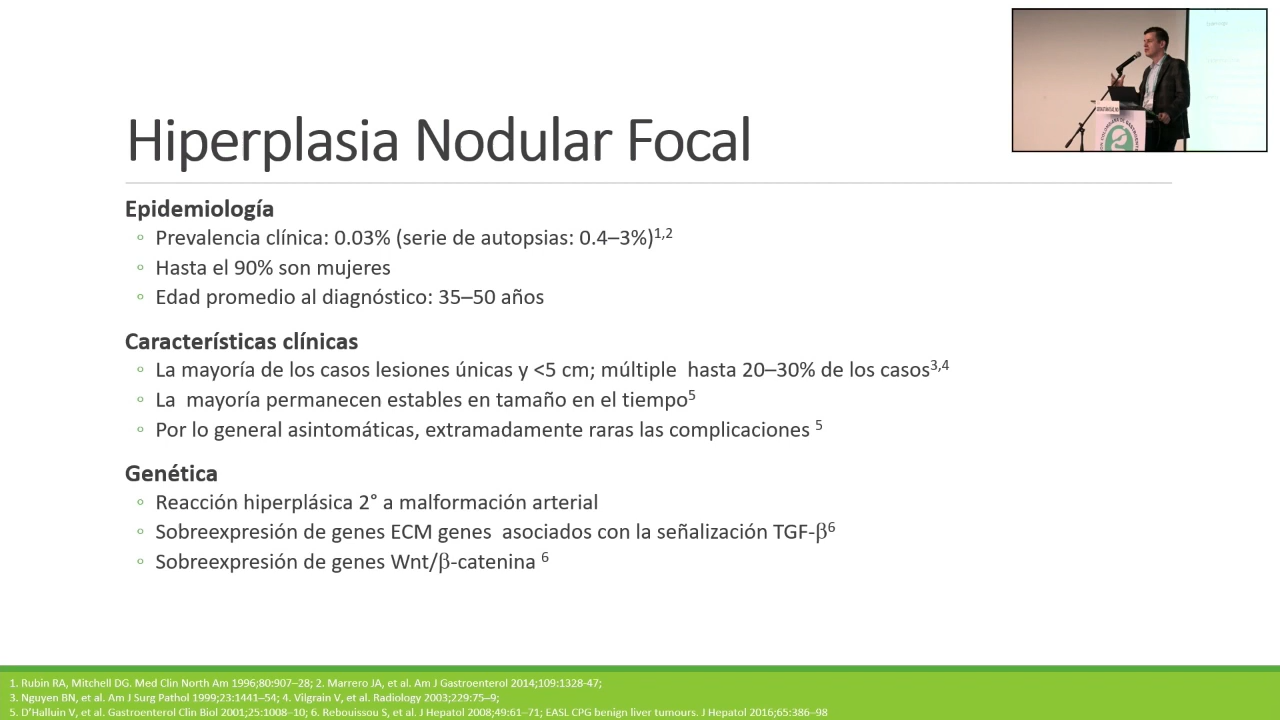 Hiperplasia Nodular Focal
Epidemiología
Prevalencia clínica: 0.03% (serie de autopsias: 0.4–3%)1,2
Hasta el 90% son mujeres
Edad promedio al diagnóstico: 35–50 años
Características clínicas
La mayoría de los casos lesiones únicas y <5 cm; múltiple hasta 20–30% de los casos3,4
La mayoría permanecen estables en tamaño en el tiempo5
Por lo general asintomáticas, extramadamente raras las complicaciones 5
Genética
Reacción hiperplásica 2° a malformación arterial
Sobreexpresión de genes ECM genes asociados con la señalización TGF-β6
Sobreexpresión de genes Wnt/β-catenina 6
1. Rubin RA, Mitchell DG. Med Clin North Am 1996;80:907–28; 2. Marrero JA, et al. Am J Gastroenterol 2014;109:1328-47;
3. Nguyen BN, et al. Am J Surg Pathol 1999;23:1441–54; 4. Vilgrain V, et al. Radiology 2003;229:75–9;
5. D'Halluin V, et al. Gastroenterol Clin Biol 2001;25:1008–10; 6. Rebouissou S, et al. J Hepatol 2008;49:61–71; EASL CPG benign liver tumours. J Hepatol 2016;65:386–98